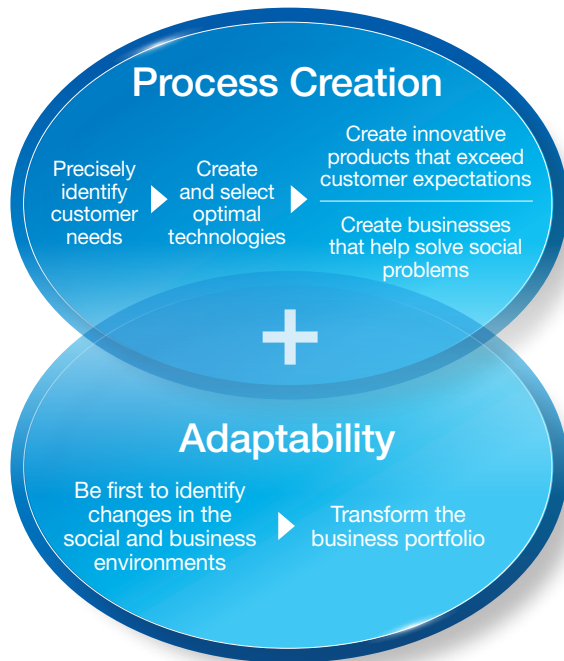 Process Creation
Precisely
identify
customer
needs
Create
and select
optimal
technologies
Create innovative
products that exceed
customer expectations
Create businesses
that help solve social
problems
+
Adaptability
Be first to identify
changes in the
social and business
environments
Transform the
business portfolio